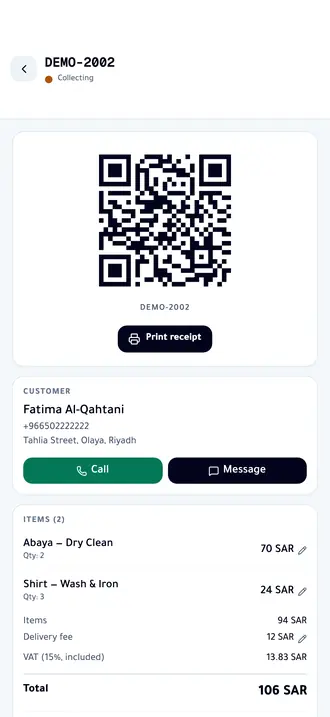 DEMO-2002
Collecting
DEMO-2002
Print receipt
CUSTOMER
Fatima Al-Qahtani
+966502222222
Tahlia Street, Olaya, Riyadh
Call Message
ITEMS (2)
Abaya – Dry Clean 70 SAR
Qty: 2
Shirt – Wash & Iron 24 SAR
Qty: 3
Items 94 SAR
Delivery fee 12 SAR
VAT (15%, included) 13.83 SAR
Total 106 SAR